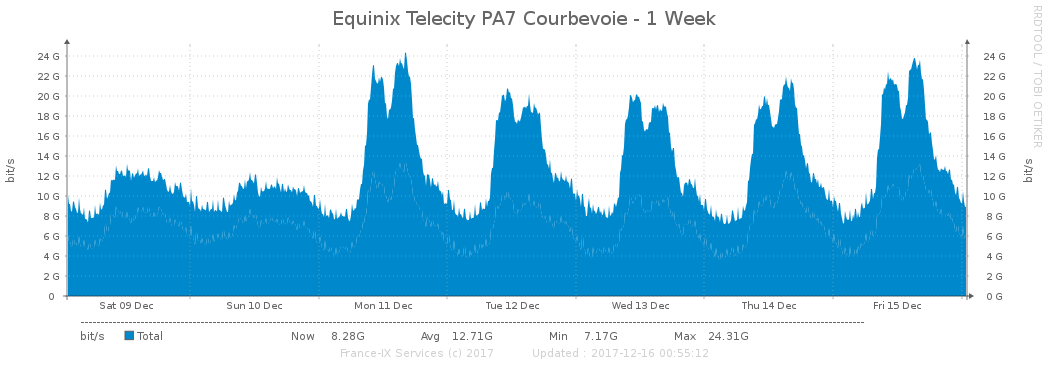 Equinix Telecity PA7 Courbevoie - 1 Week
RRDTOOL / TOBI OETIKER
24 G 24 G
22 G 22 G
20 G 20 G
18 G 18 G
16 G 16 G
14 G 14 G
12 G 12 G
10 G 10 G
8 G 8 G
6 G 6 G
4 G 4 G
2 G 2 G
0 0 G
bit/s
bit/s
Sat 09 Dec Sun 10 Dec Mon 11 Dec Tue 12 Dec Wed 13 Dec Thu 14 Dec Fri 15 Dec
bit/s Total Now 8.28G Avg 12.71G Min 7.17G Max 24.31G
France-IX Services (c) 2017 Updated : 2017-12-16 00:55:12